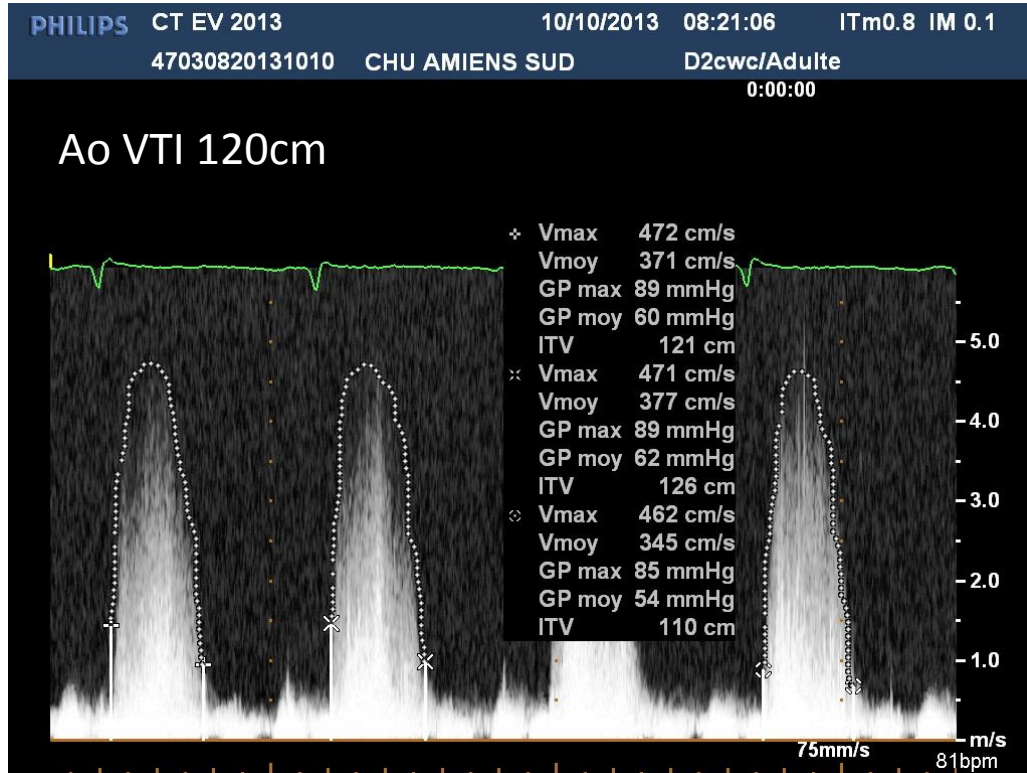 PHILIPS CT EV 2013 10/10/2013 08:21:06 ITm0.8 IM 0.1
47030820131010 CHU AMIENS SUD D2cwc/Adulte
0:00:00
Ao VTI 120cm
Vmax 472 cm/s
Vmoy 371 cm/s
GP max 89 mmHg
GP moy 60 mmHg
ITV 121 cm
Vmax 471 cm/s
Vmoy 377 cm/s
GP max 89 mmHg
GP moy 62 mmHg
ITV 126 cm
Vmax 462 cm/s
Vmoy 345 cm/s
GP max 85 mmHg
GP moy 54 mmHg
ITV 110 cm
5.0
4.0
3.0
2.0
1.0
m/s
75mm/s
81bpm